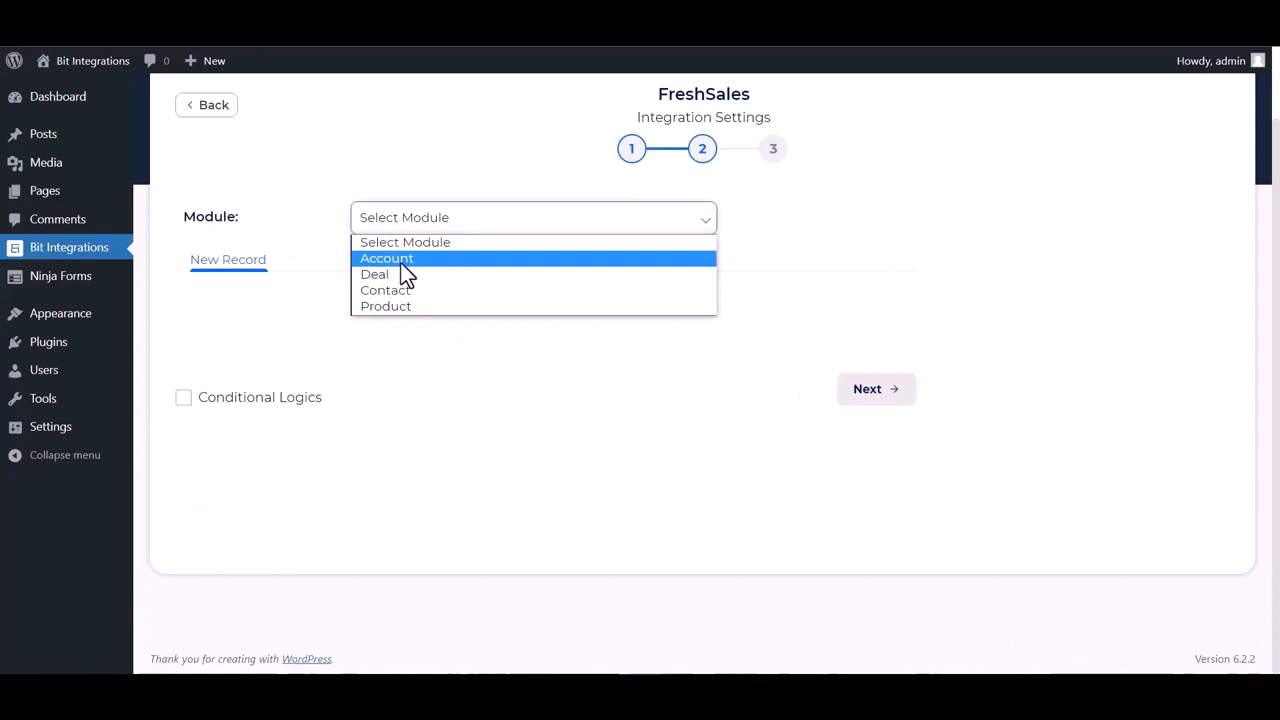 Bit Integrations
0
New
Howdy, admin
Dashboard
Posts
Media
Pages
Comments
Bit Integrations
Ninja Forms
Appearance
Plugins
Users
Tools
Settings
Collapse menu
Back
FreshSales
Integration Settings
1
2
3
Module:
Select Module
Select Module
Account
Deal
Contact
Product
New Record
Conditional Logics
Next
Thank you for creating with WordPress.
Version 6.2.2